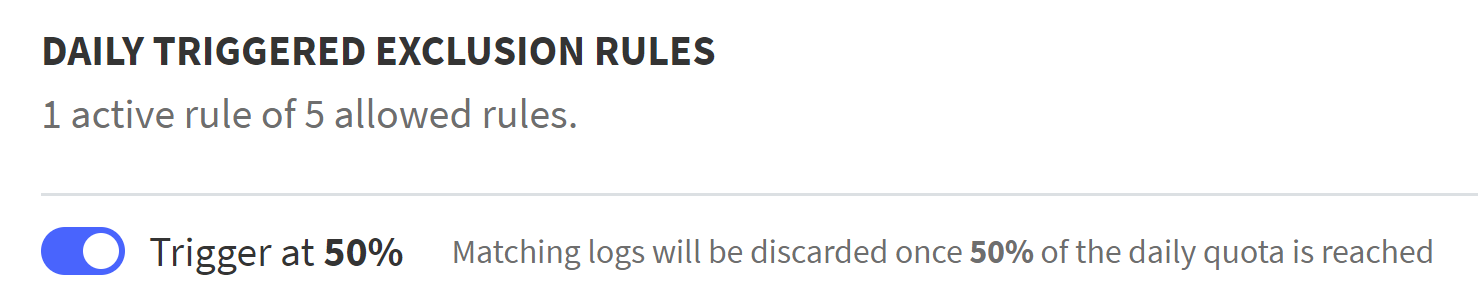 DAILY TRIGGERED EXCLUSION RULES
1 active rule of 5 allowed rules.
Trigger at 50% Matching logs will be discarded once 50% of the daily quota is reached